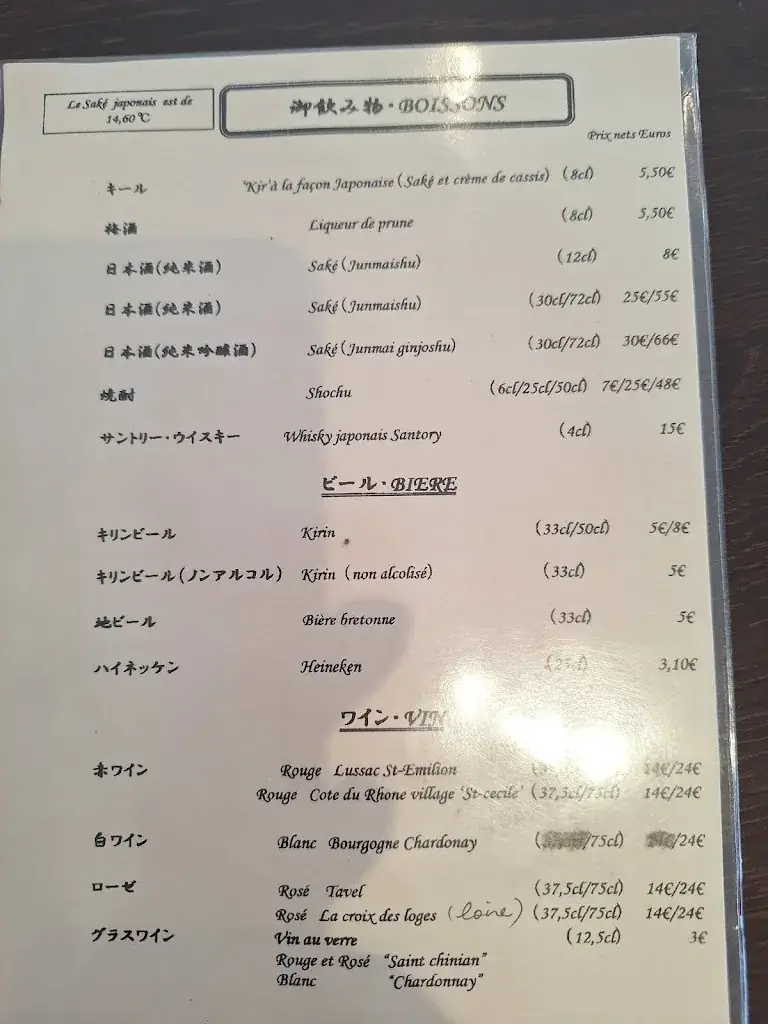 Le Saké japonais est de
14,60 °C
御飲み物・BOISSONS
Prix nets Euros
キール 'Kir'à la façon Japonaise (Saké et crème de cassis) (8cl) 5,50€
梅酒 Liqueur de prune (8cl) 5,50€
日本酒(純米酒) Saké (Junmaishu) (12cl) 8€
日本酒(純米酒) Saké (Junmaishu) (30cl/72cl) 25€/55€
日本酒(純米吟醸酒) Saké (Junmai ginjoshu) (30cl/72cl) 30€/66€
焼酎 Shochu (6cl/25cl/50cl) 7€/25€/48€
サントリー・ウイスキー Whisky japonais Santory (4cl) 15€
ビール・BIERE
キリンビール Kirin (33cl/50cl) 5€/8€
キリンビール(ノンアルコル) Kirin (non alcolisé) (33cl) 5€
地ビール Bière bretonne (33cl) 5€
ハイネッケン Heineken 3,10€
ワイン・VIN
赤ワイン Rouge Lussac St-Emilion 14€/24€
Rouge Cote du Rhone village 'St-cecile' (37,5cl/75cl) 14€/24€
白ワイン Blanc Bourgogne Chardonay /75cl) /24€
ローゼ Rosé Tavel (37,5cl/75cl) 14€/24€
Rosé La croix des loges (loire) (37,5cl/75cl) 14€/24€
グラスワイン Vin au verre (12,5cl) 3€
Rouge et Rosé "Saint chinian"
Blanc "Chardonnay"